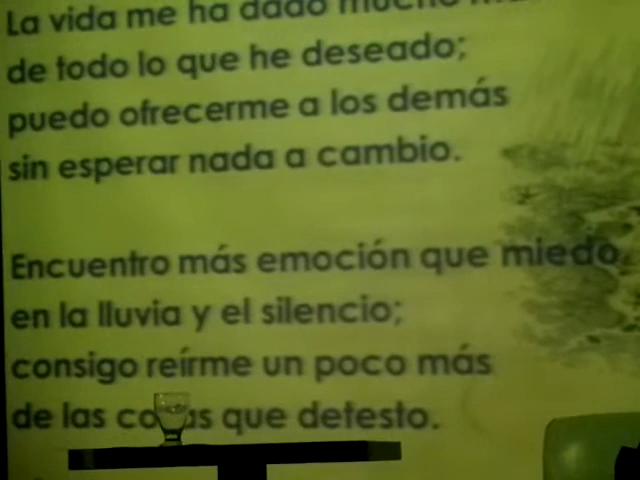 La vida me ha dado mucho
de todo lo que he deseado;
puedo ofrecerme a los demás
sin esperar nada a cambio.
Encuentro más emoción que miedo
en la lluvia y el silencio;
consigo reírme un poco más
de las cosas que detesto.